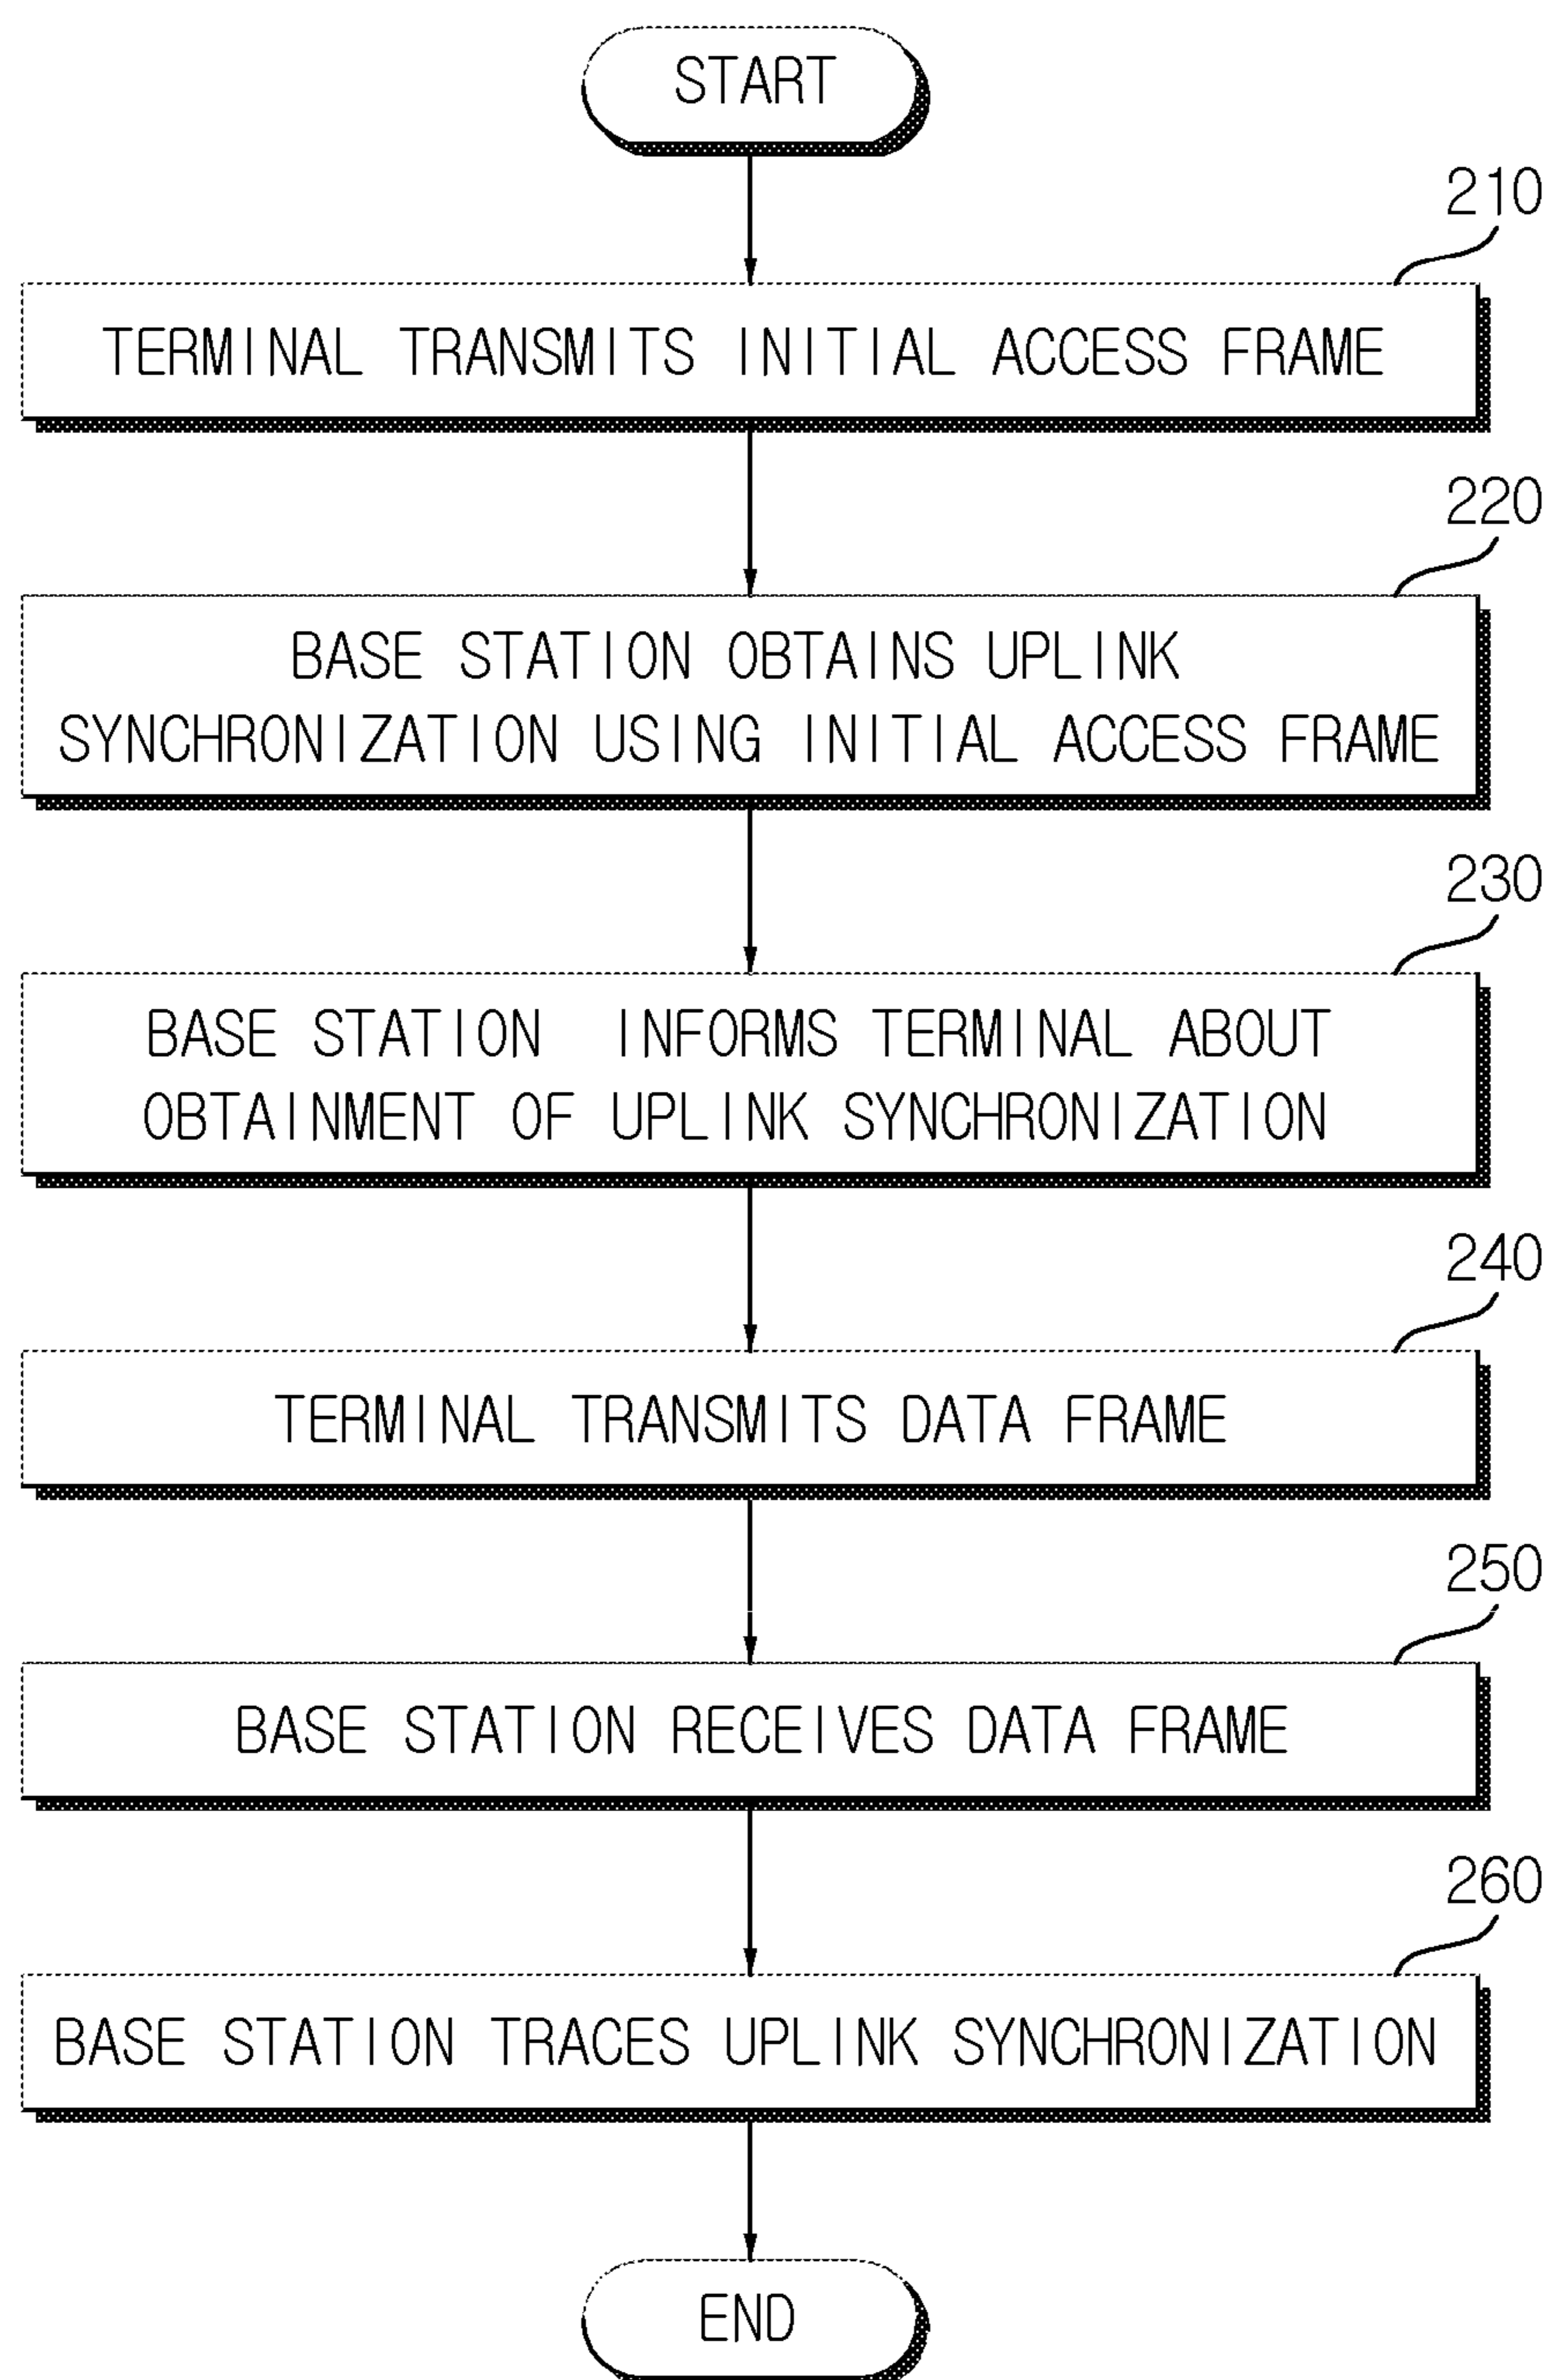 START
210
TERMINAL TRANSMITS INITIAL ACCESS FRAME
220
BASE STATION OBTAINS UPLINK
SYNCHRONIZATION USING INITIAL ACCESS FRAME
230
BASE STATION INFORMS TERMINAL ABOUT
OBTAINMENT OF UPLINK SYNCHRONIZATION
240
TERMINAL TRANSMITS DATA FRAME
250
BASE STATION RECEIVES DATA FRAME
260
BASE STATION TRACES UPLINK SYNCHRONIZATION
END